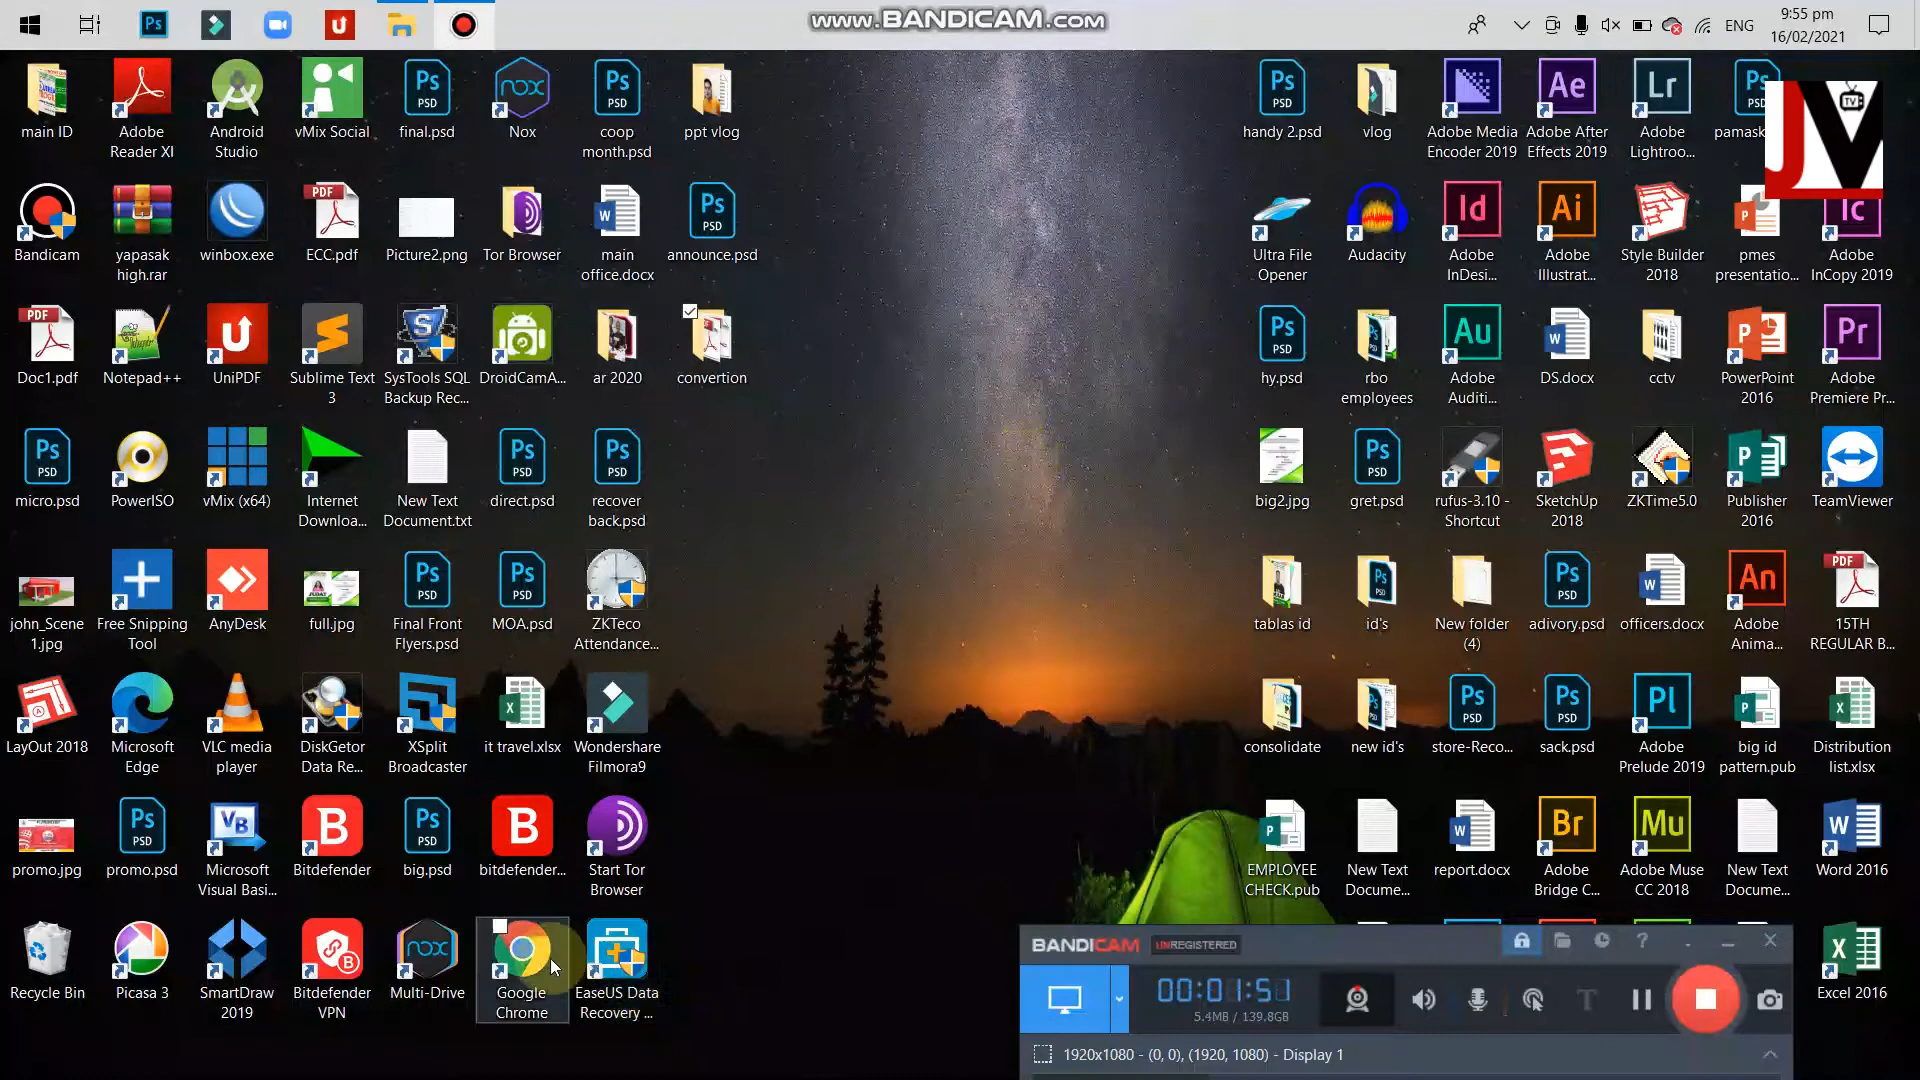 www.BANDICAM.com
ENG
9:55 pm
16/02/2021
Ps
main ID
Adobe
Reader XI
Android
Studio
vMix Social
final.psd
Nox
coop
month.psd
ppt vlog
handy 2.psd
vlog
Adobe Media
Encoder 2019
Adobe After
Effects 2019
Adobe
Lightroo...
pamask
JV
TV
Bandicam
yapasak
high.rar
winbox.exe
ECC.pdf
Picture2.png
Tor Browser
main
office.docx
announce.psd
Ultra File
Opener
Audacity
Adobe
InDesi...
Adobe
Illustrat...
Style Builder
2018
pmes
presentatio...
Adobe
InCopy 2019
Doc1.pdf
Notepad++
UniPDF
Sublime Text
3
SysTools SQL
Backup Rec...
DroidCamA...
ar 2020
convertion
hy.psd
rbo
employees
Adobe
Auditi...
DS.docx
cctv
PowerPoint
2016
Adobe
Premiere Pr...
micro.psd
PowerISO
vMix (x64)
Internet
Downloa...
New Text
Document.txt
direct.psd
recover
back.psd
big2.jpg
gret.psd
rufus-3.10 -
Shortcut
SketchUp
2018
ZKTime5.0
Publisher
2016
TeamViewer
john_Scene
1.jpg
Free Snipping
Tool
AnyDesk
full.jpg
Final Front
Flyers.psd
MOA.psd
ZKTeco
Attendance...
tablas id
id's
New folder
(4)
adivory.psd
officers.docx
Adobe
Anima...
15TH
REGULAR B...
LayOut 2018
Microsoft
Edge
VLC media
player
DiskGetor
Data Re...
XSplit
Broadcaster
it travel.xlsx
Wondershare
Filmora9
consolidate
new id's
store-Reco...
sack.psd
Adobe
Prelude 2019
big id
pattern.pub
Distribution
list.xlsx
promo.jpg
promo.psd
Microsoft
Visual Basi...
Bitdefender
big.psd
bitdefender...
Start Tor
Browser
EMPLOYEE
CHECK.pub
New Text
Docume...
report.docx
Adobe
Bridge C...
Adobe Muse
CC 2018
New Text
Docume...
Word 2016
Recycle Bin
Picasa 3
SmartDraw
2019
Bitdefender
VPN
Multi-Drive
Google
Chrome
EaseUS Data
Recovery ...
Excel 2016
BANDICAM UNREGISTERED
00:01:51
5.4MB / 139.8GB
1920x1080 - (0, 0), (1920, 1080) - Display 1